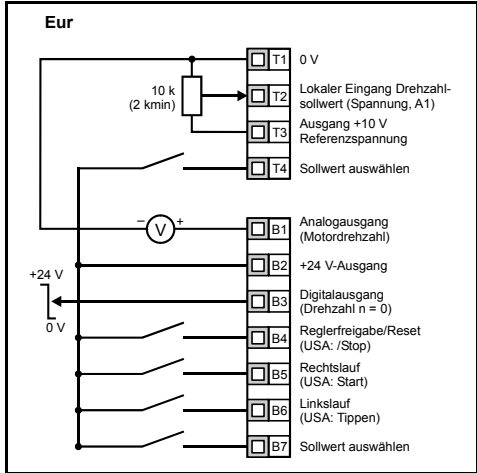 Eur
T1 0 V
10 k
(2 kmin)
T2 Lokaler Eingang Drehzahl-
sollwert (Spannung, A1)
T3 Ausgang +10 V
Referenzspannung
T4 Sollwert auswählen
– V +
B1 Analogausgang
(Motordrehzahl)
B2 +24 V-Ausgang
+24 V
0 V
B3 Digitalausgang
(Drehzahl n = 0)
B4 Reglerfreigabe/Reset
(USA: /Stop)
B5 Rechtslauf
(USA: Start)
B6 Linkslauf
(USA: Tippen)
B7 Sollwert auswählen